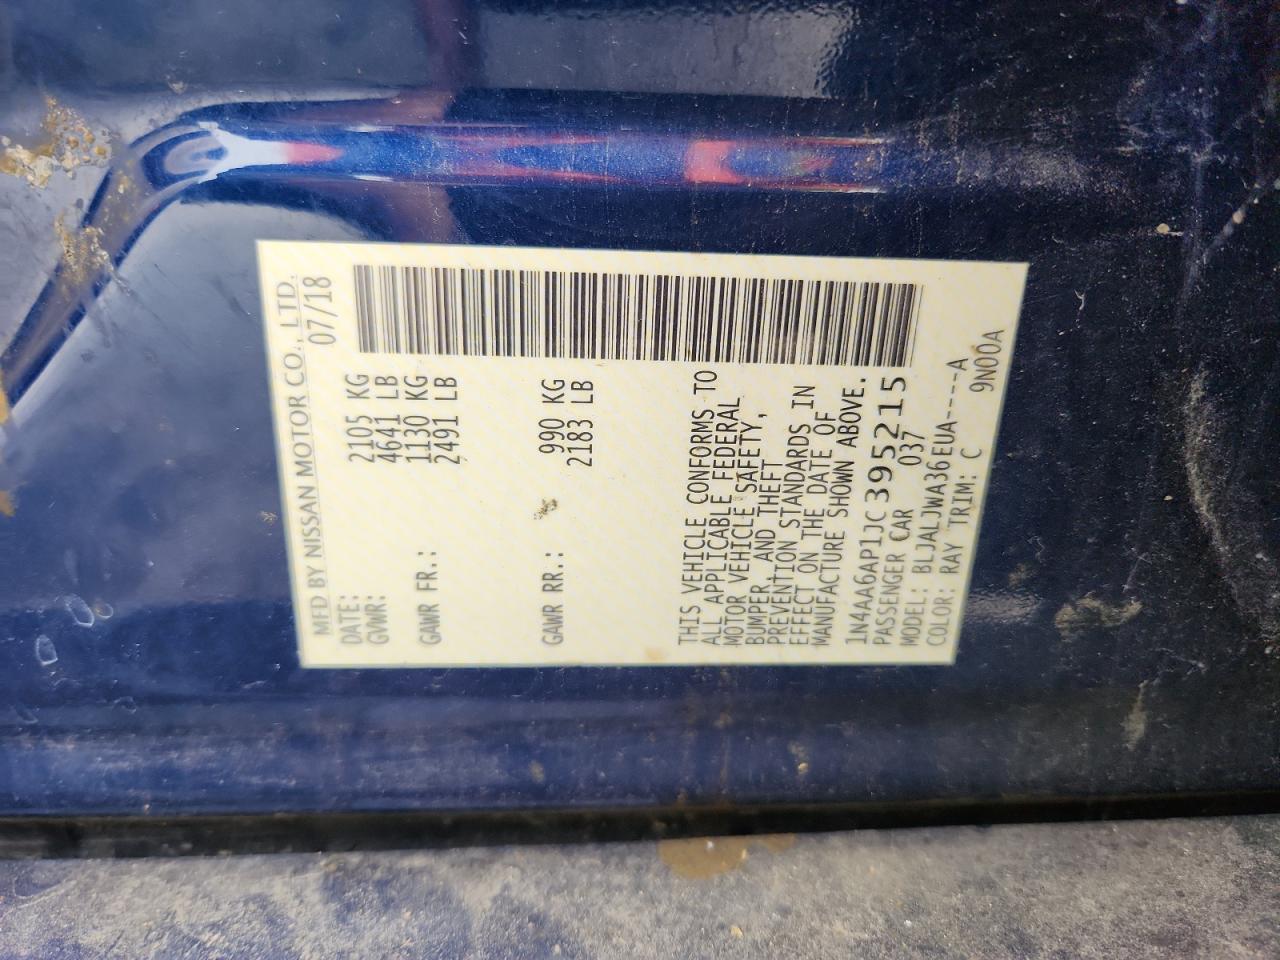 MFD BY NISSAN MOTOR CO., LTD.
DATE: 07/18
GVWR: 2105 KG
4641 LB
GAWR FR.: 1130 KG
2491 LB
GAWR RR.: 990 KG
2183 LB
THIS VEHICLE CONFORMS TO
ALL APPLICABLE FEDERAL
MOTOR VEHICLE SAFETY,
BUMPER, AND THEFT
PREVENTION STANDARDS IN
EFFECT ON THE DATE OF
MANUFACTURE SHOWN ABOVE.
1N4AA6AP1JC395215
PASSENGER CAR 037
MODEL: BLJALJWA36EUA----A
COLOR: RAY TRIM: C 9N00A